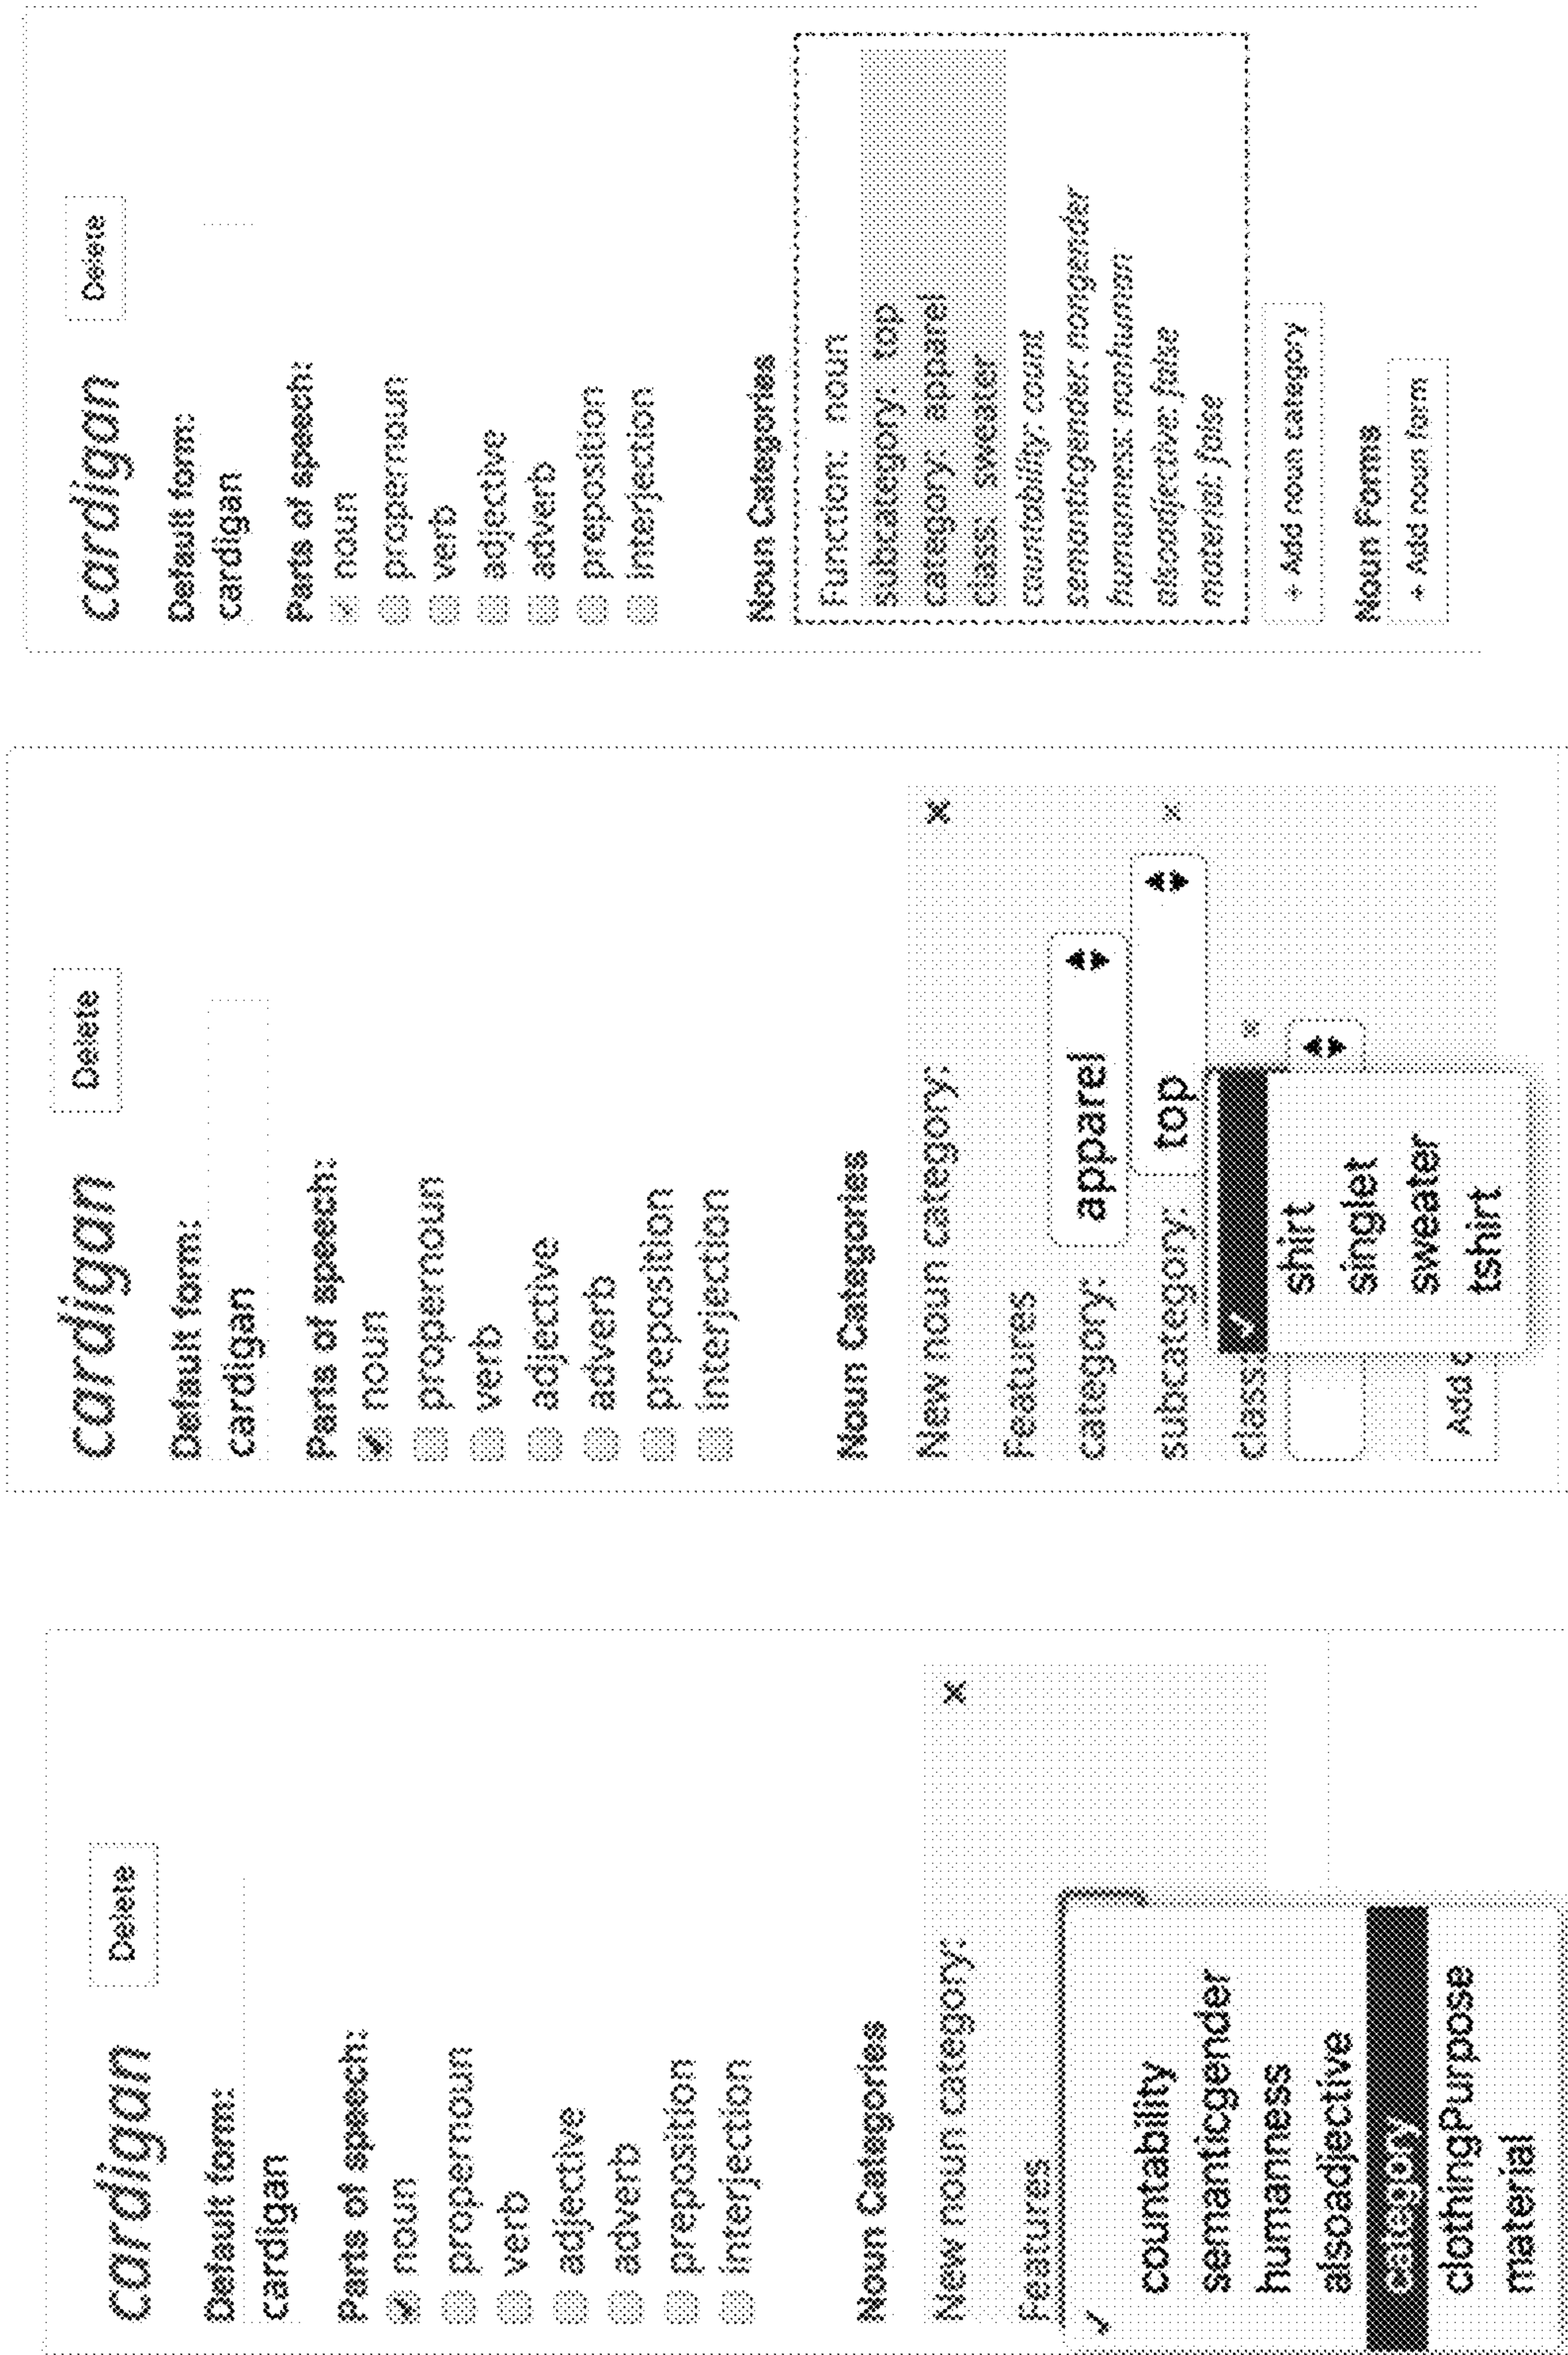 cardigan Delete
Default form:
cardigan
Parts of speech:
noun
propernoun
verb
adjective
adverb
preposition
interjection
Noun Categories
New noun category: ×
Features
✓
countability
semanticgender
humanness
alsoadjective
category
clothingPurpose
material
cardigan Delete
Default form:
cardigan
Parts of speech:
noun
propernoun
verb
adjective
adverb
preposition
interjection
Noun Categories
New noun category: ×
Features
category: apparel
subcategory: top ×
class ×
shirt
singlet
sweater
tshirt
Add
cardigan Delete
Default form:
cardigan
Parts of speech:
noun
propernoun
verb
adjective
adverb
preposition
interjection
Noun Categories
Function: noun
subcategory: top
category: apparel
class: sweater
countability: count
semanticgender: nongender
humanness: nonhuman
alsoadjective: false
material: false
+ Add noun category
Noun Forms
+ Add noun form